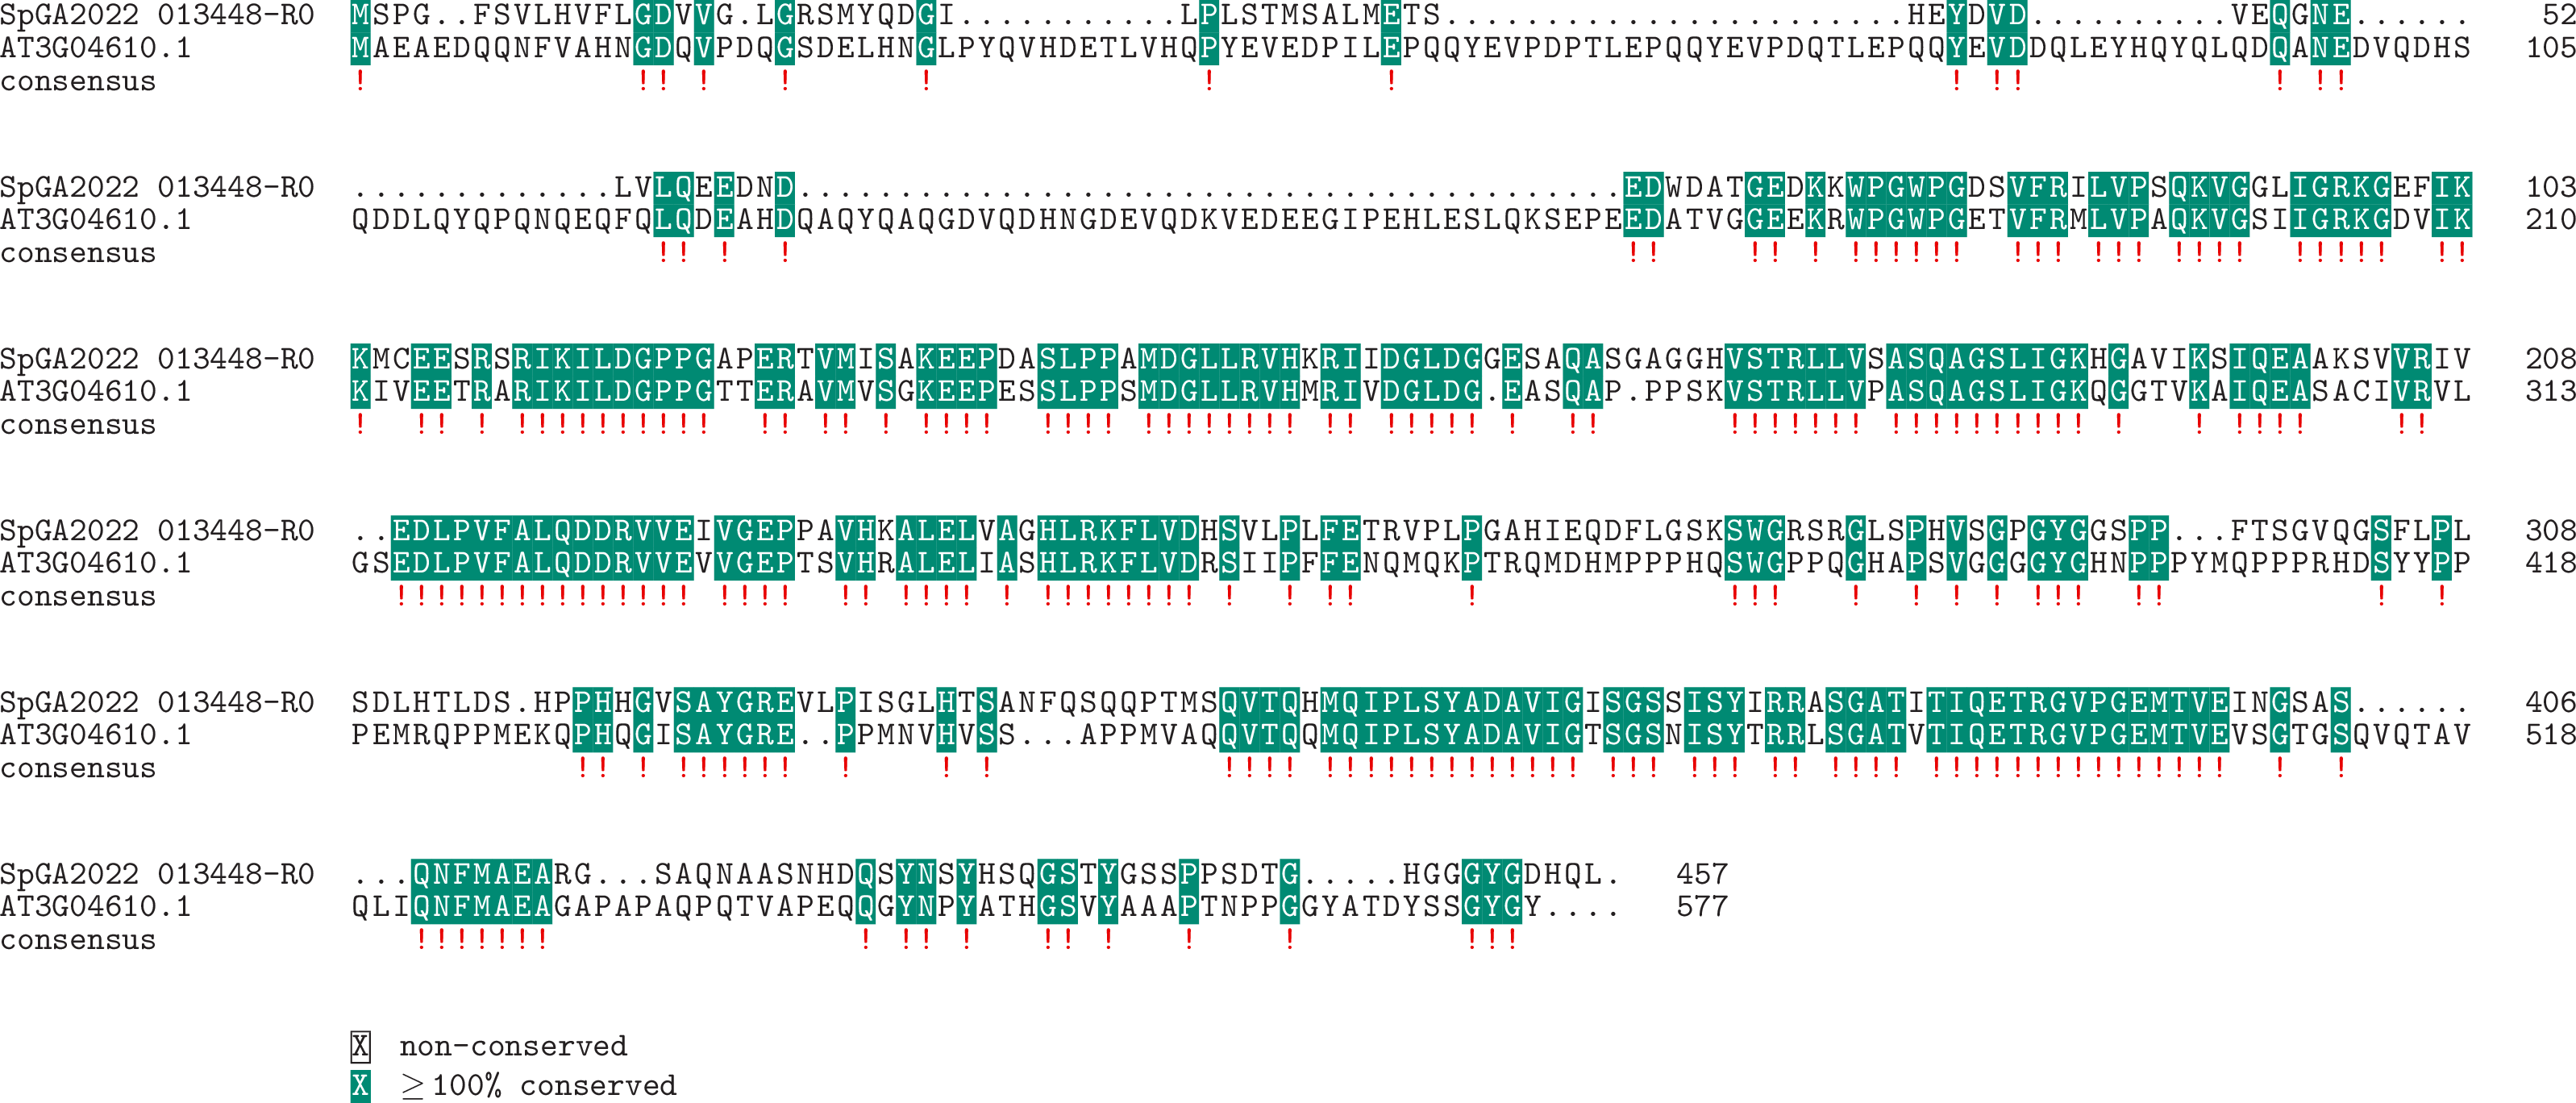 SpGA2022 013448-R0 MSPG..FSVLHVFLGDVVG.LGRSMYQDGI...........LPLSTMSALMETS.......................HEYDVD..........VEQGNE...... 52
AT3G04610.1 MAEAEDQQNFVAHNGDQVPDQGSDELHNGLPYQVHDETLVHQPYEVEDPILEPQQYEVPDPTLEPQQYEVPDQTLEPQQYEVDDQLEYHQYQLQDQANEDVQDHS 105
consensus ! !! ! ! ! ! ! ! !! ! !!
SpGA2022 013448-R0 .............LVLQEEDND.........................................EDWDATGEDKKWPGWPGDSVFRILVPSQKVGGLIGRKGEFIK 103
AT3G04610.1 QDDLQYQPQNQEQFQLQDEAHDQAQYQAQGDVQDHNGDEVQDKVEDEEGIPEHLESLQKSEPEEDATVGGEEKRWPGWPGETVFRMLVPAQKVGSIIGRKGDVIK 210
consensus !! ! ! !! !! ! !!!!!! !!! !!! !!!! !!!!! !!
SpGA2022 013448-R0 KMCEESRSRIKILDGPPGAPERTVMISAKEEPDASLPPAMDGLLRVHKRIIDGLDGGESAQASGAGGHVSTRLLVSASQAGSLIGKHGAVIKSIQEAAKSVVRIV 208
AT3G04610.1 KIVEETRARIKILDGPPGTTERAVMVSGKEEPESSLPPSMDGLLRVHMRIVDGLDG.EASQAP.PPSKVSTRLLVPASQAGSLIGKQGGTVKAIQEASACIVRVL 313
consensus ! !! ! !!!!!!!!!! !! !! ! !!!! !!!! !!!!!!!! !! !!!!! ! !! !!!!!!! !!!!!!!!!! ! ! !!!! !!
SpGA2022 013448-R0 ..EDLPVFALQDDRVVEIVGEPPAVHKALELVAGHLRKFLVDHSVLPLFETRVPLPGAHIEQDFLGSKSWGRSRGLSPHVSGPGYGGSPP...FTSGVQGSFLPL 308
AT3G04610.1 GSEDLPVFALQDDRVVEVVGEPTSVHRALELIASHLRKFLVDRSIIPFFENQMQKPTRQMDHMPPPHQSWGPPQGHAPSVGGGGYGHNPPPYMQPPPRHDSYYPP 418
consensus !!!!!!!!!!!!!!! !!!! !! !!!! ! !!!!!!!! ! ! !! ! !!! ! ! ! ! !!! !! ! !
SpGA2022 013448-R0 SDLHTLDS.HPPHHGVSAYGREVLPISGLHTSANFQSQQPTMSQVTQHMQIPLSYADAVIGISGSSISYIRRASGATITIQETRGVPGEMTVEINGSAS...... 406
AT3G04610.1 PEMRQPPMEKQPHQGISAYGRE..PPMNVHVSS...APPMVAQQVTQQMQIPLSYADAVIGTSGSNISYTRRLSGATVTIQETRGVPGEMTVEVSGTGSQVQTAV 518
consensus !! ! !!!!!! ! ! ! !!!! !!!!!!!!!!!!! !!! !!! !! !!!! !!!!!!!!!!!!!!! ! !
SpGA2022 013448-R0 ...QNFMAEARG...SAQNAASNHDQSYNSYHSQGSTYGSSPPSDTG.....HGGGYGDHQL. 457
AT3G04610.1 QLIQNFMAEAGAPAPAQPQTVAPEQQGYNPYATHGSVYAAAPTNPPGGYATDYSSGYGY.... 577
consensus !!!!!!! ! !! ! !! ! ! ! !!!
X non-conserved
X ≥100% conserved